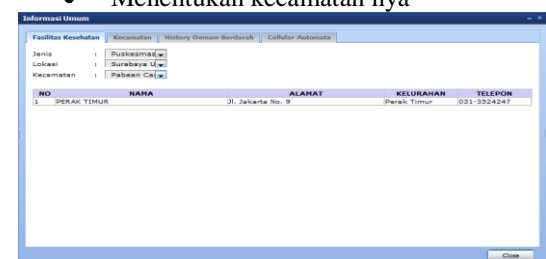 • Menentukan kecamatan nya
Informasi Umum
Fasilitas Kesehatan Kecamatan History Demam Berdarah Cellular Automata
Jenis : Puskesmas
Lokasi : Surabaya U
Kecamatan : Pabean Ca
NO NAMA ALAMAT KELURAHAN TELEPON
1 PERAK TIMUR Jl. Jakarta No. 9 Perak Timur 031-3524247
Close